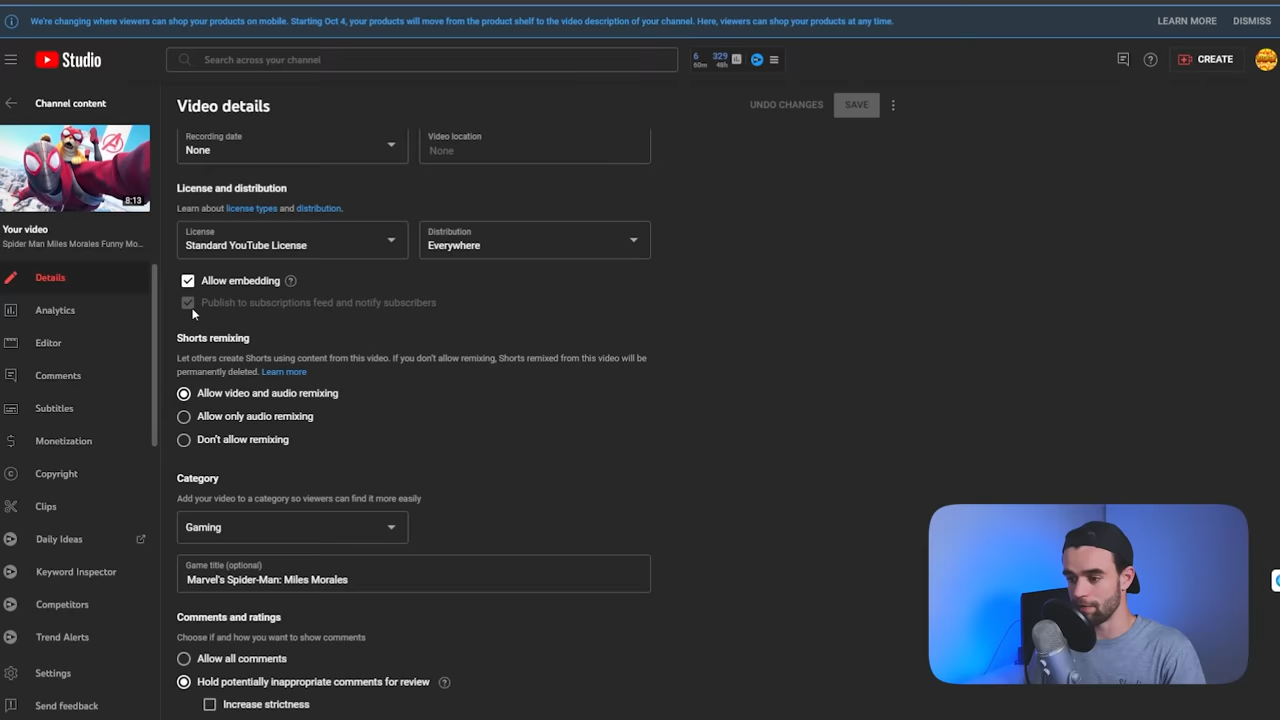 We're changing where viewers can shop your products on mobile. Starting Oct 4, your products will move from the product shelf to the video description of your channel. Here, viewers can shop your products at any time.
LEARN MORE
DISMISS
Studio
Search across your channel
6
60m
329
48h
CREATE
Channel content
8:13
Your video
Spider Man Miles Morales Funny Mo...
Details
Analytics
Editor
Comments
Subtitles
Monetization
Copyright
Clips
Daily Ideas
Keyword Inspector
Competitors
Trend Alerts
Settings
Send feedback
Video details
UNDO CHANGES
SAVE
Recording date
None
Video location
None
License and distribution
Learn about license types and distribution.
License
Standard YouTube License
Distribution
Everywhere
Allow embedding
Publish to subscriptions feed and notify subscribers
Shorts remixing
Let others create Shorts using content from this video. If you don't allow remixing, Shorts remixed from this video will be
permanently deleted. Learn more
Allow video and audio remixing
Allow only audio remixing
Don't allow remixing
Category
Add your video to a category so viewers can find it more easily
Gaming
Game title (optional)
Marvel's Spider-Man: Miles Morales
Comments and ratings
Choose if and how you want to show comments
Allow all comments
Hold potentially inappropriate comments for review
Increase strictness